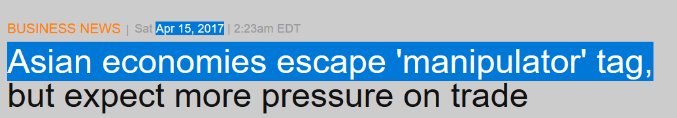 BUSINESS NEWS | Sat Apr 15, 2017 | 2:23am EDT
Asian economies escape 'manipulator' tag,
but expect more pressure on trade